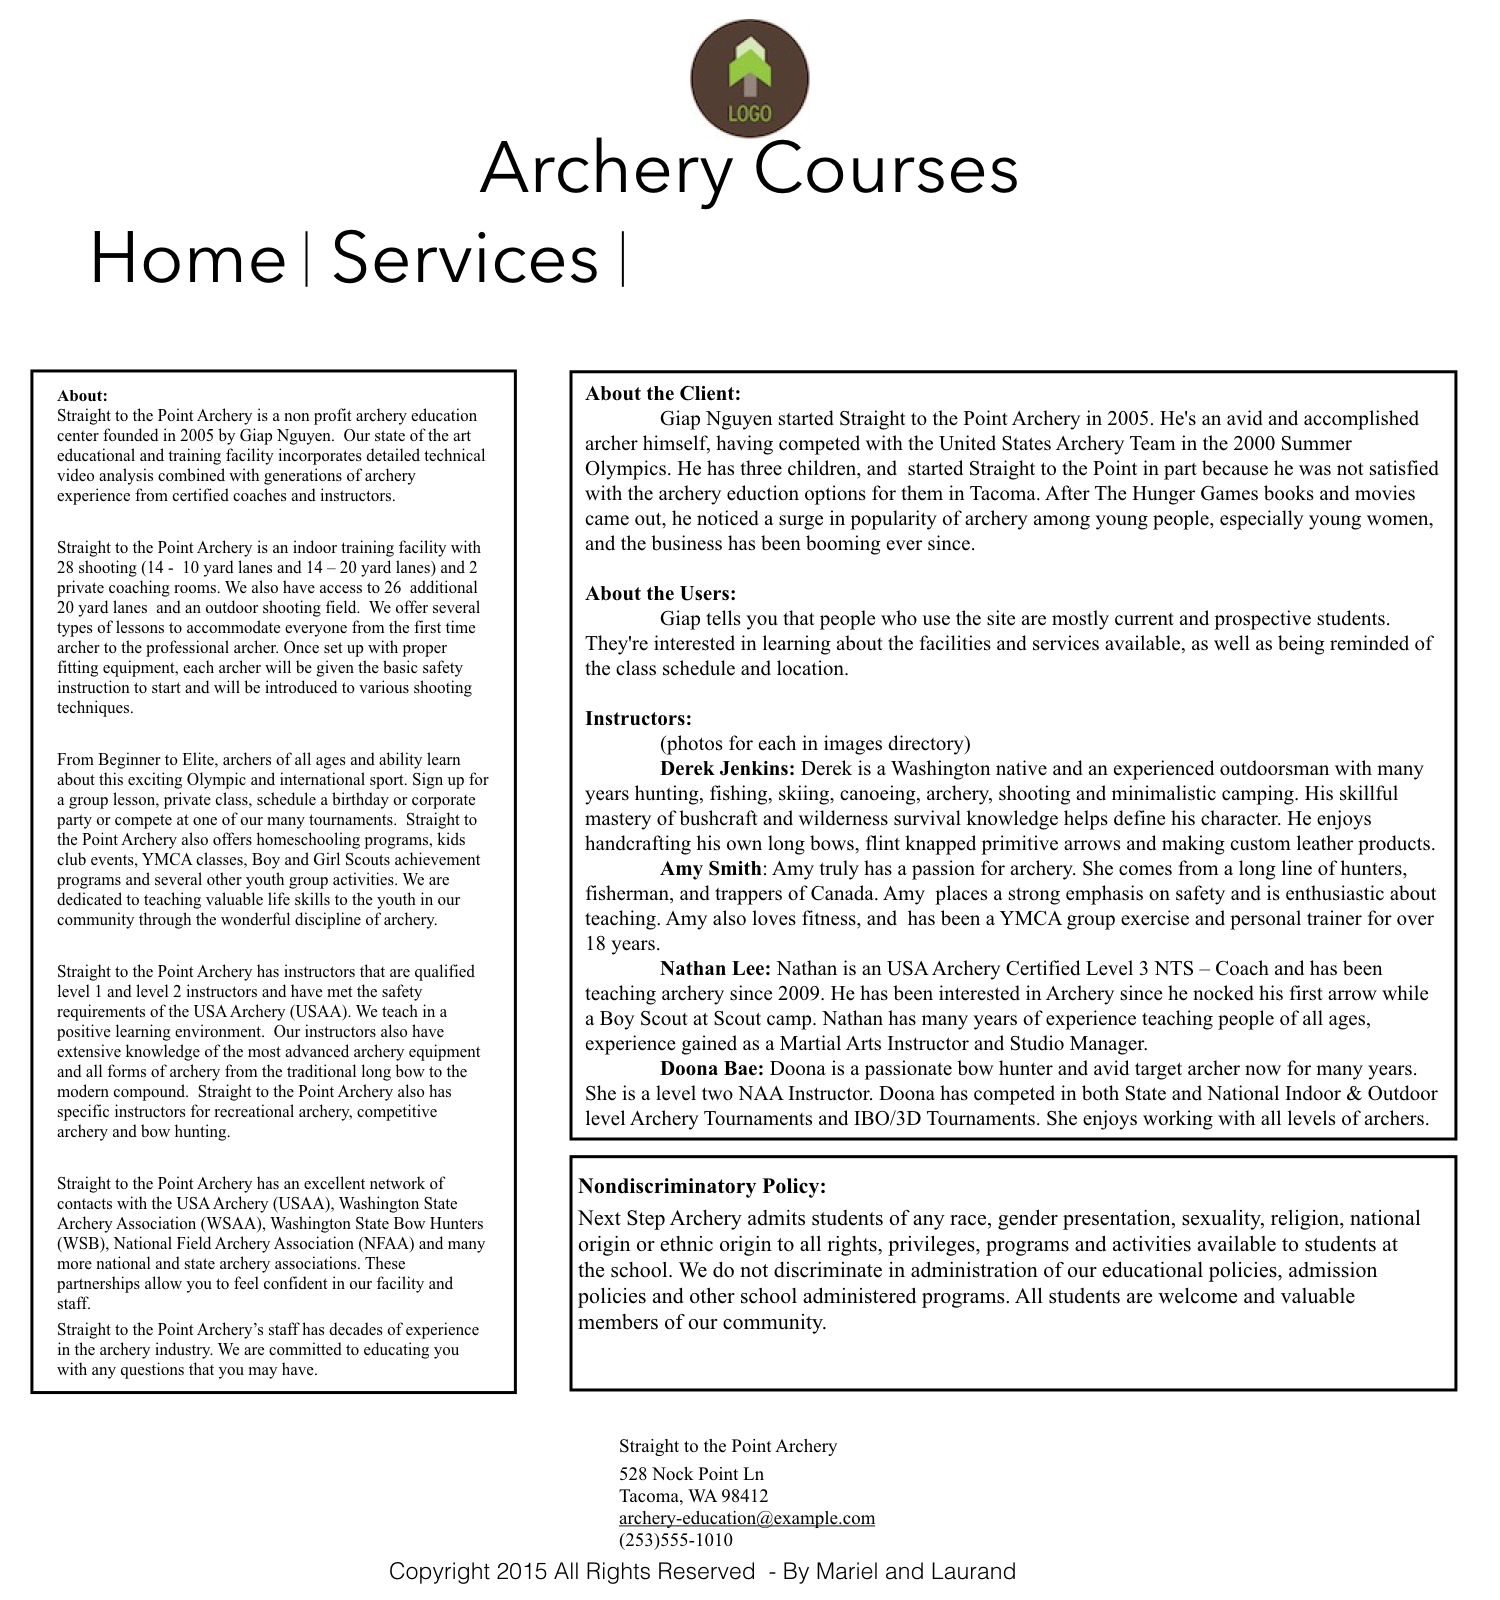 LOGO
Archery Courses
Home | Services |
About:
Straight to the Point Archery is a non profit archery education
center founded in 2005 by Giap Nguyen.  Our state of the art
educational and training facility incorporates detailed technical
video analysis combined with generations of archery
experience from certified coaches and instructors.
Straight to the Point Archery is an indoor training facility with
28 shooting (14 -  10 yard lanes and 14 – 20 yard lanes) and 2
private coaching rooms. We also have access to 26  additional
20 yard lanes  and an outdoor shooting field.  We offer several
types of lessons to accommodate everyone from the first time
archer to the professional archer. Once set up with proper
fitting equipment, each archer will be given the basic safety
instruction to start and will be introduced to various shooting
techniques.
From Beginner to Elite, archers of all ages and ability learn
about this exciting Olympic and international sport. Sign up for
a group lesson, private class, schedule a birthday or corporate
party or compete at one of our many tournaments.  Straight to
the Point Archery also offers homeschooling programs, kids
club events, YMCA classes, Boy and Girl Scouts achievement
programs and several other youth group activities. We are
dedicated to teaching valuable life skills to the youth in our
community through the wonderful discipline of archery.
Straight to the Point Archery has instructors that are qualified
level 1 and level 2 instructors and have met the safety
requirements of the USA Archery (USAA). We teach in a
positive learning environment.  Our instructors also have
extensive knowledge of the most advanced archery equipment
and all forms of archery from the traditional long bow to the
modern compound.  Straight to the Point Archery also has
specific instructors for recreational archery, competitive
archery and bow hunting.
Straight to the Point Archery has an excellent network of
contacts with the USA Archery (USAA), Washington State
Archery Association (WSAA), Washington State Bow Hunters
(WSB), National Field Archery Association (NFAA) and many
more national and state archery associations. These
partnerships allow you to feel confident in our facility and
staff.
Straight to the Point Archery’s staff has decades of experience
in the archery industry. We are committed to educating you
with any questions that you may have.
About the Client:
Giap Nguyen started Straight to the Point Archery in 2005. He's an avid and accomplished
archer himself, having competed with the United States Archery Team in the 2000 Summer
Olympics. He has three children, and  started Straight to the Point in part because he was not satisfied
with the archery eduction options for them in Tacoma. After The Hunger Games books and movies
came out, he noticed a surge in popularity of archery among young people, especially young women,
and the business has been booming ever since.
About the Users:
Giap tells you that people who use the site are mostly current and prospective students.
They're interested in learning about the facilities and services available, as well as being reminded of
the class schedule and location.
Instructors:
(photos for each in images directory)
Derek Jenkins: Derek is a Washington native and an experienced outdoorsman with many
years hunting, fishing, skiing, canoeing, archery, shooting and minimalistic camping. His skillful
mastery of bushcraft and wilderness survival knowledge helps define his character. He enjoys
handcrafting his own long bows, flint knapped primitive arrows and making custom leather products.
Amy Smith: Amy truly has a passion for archery. She comes from a long line of hunters,
fisherman, and trappers of Canada. Amy  places a strong emphasis on safety and is enthusiastic about
teaching. Amy also loves fitness, and  has been a YMCA group exercise and personal trainer for over
18 years.
Nathan Lee: Nathan is an USA Archery Certified Level 3 NTS – Coach and has been
teaching archery since 2009. He has been interested in Archery since he nocked his first arrow while
a Boy Scout at Scout camp. Nathan has many years of experience teaching people of all ages,
experience gained as a Martial Arts Instructor and Studio Manager.
Doona Bae: Doona is a passionate bow hunter and avid target archer now for many years.
She is a level two NAA Instructor. Doona has competed in both State and National Indoor & Outdoor
level Archery Tournaments and IBO/3D Tournaments. She enjoys working with all levels of archers.
Nondiscriminatory Policy:
Next Step Archery admits students of any race, gender presentation, sexuality, religion, national
origin or ethnic origin to all rights, privileges, programs and activities available to students at
the school. We do not discriminate in administration of our educational policies, admission
policies and other school administered programs. All students are welcome and valuable
members of our community.
Straight to the Point Archery
528 Nock Point Ln
Tacoma, WA 98412
archery-education@example.com
(253)555-1010
Copyright 2015 All Rights Reserved  - By Mariel and Laurand